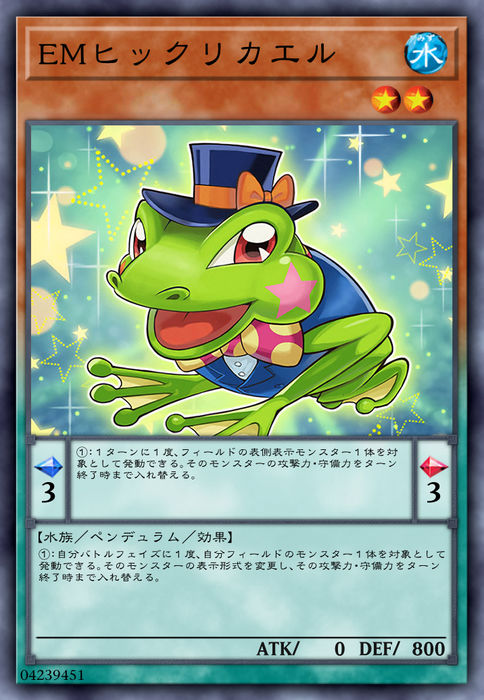 EMヒックリカエル
みず
水
①:1ターンに1度、フィールドの表側表示モンスター1体を対
象として発動できる。そのモンスターの攻撃力・守備力をターン
終了時まで入れ替える。
3
3
【水族/ペンデュラム/効果】
①:自分バトルフェイズに1度、自分フィールドのモンスター1体を対象として
発動できる。そのモンスターの表示形式を変更し、その攻撃力・守備力をターン
終了時まで入れ替える。
ATK/ 0 DEF/ 800
04239451